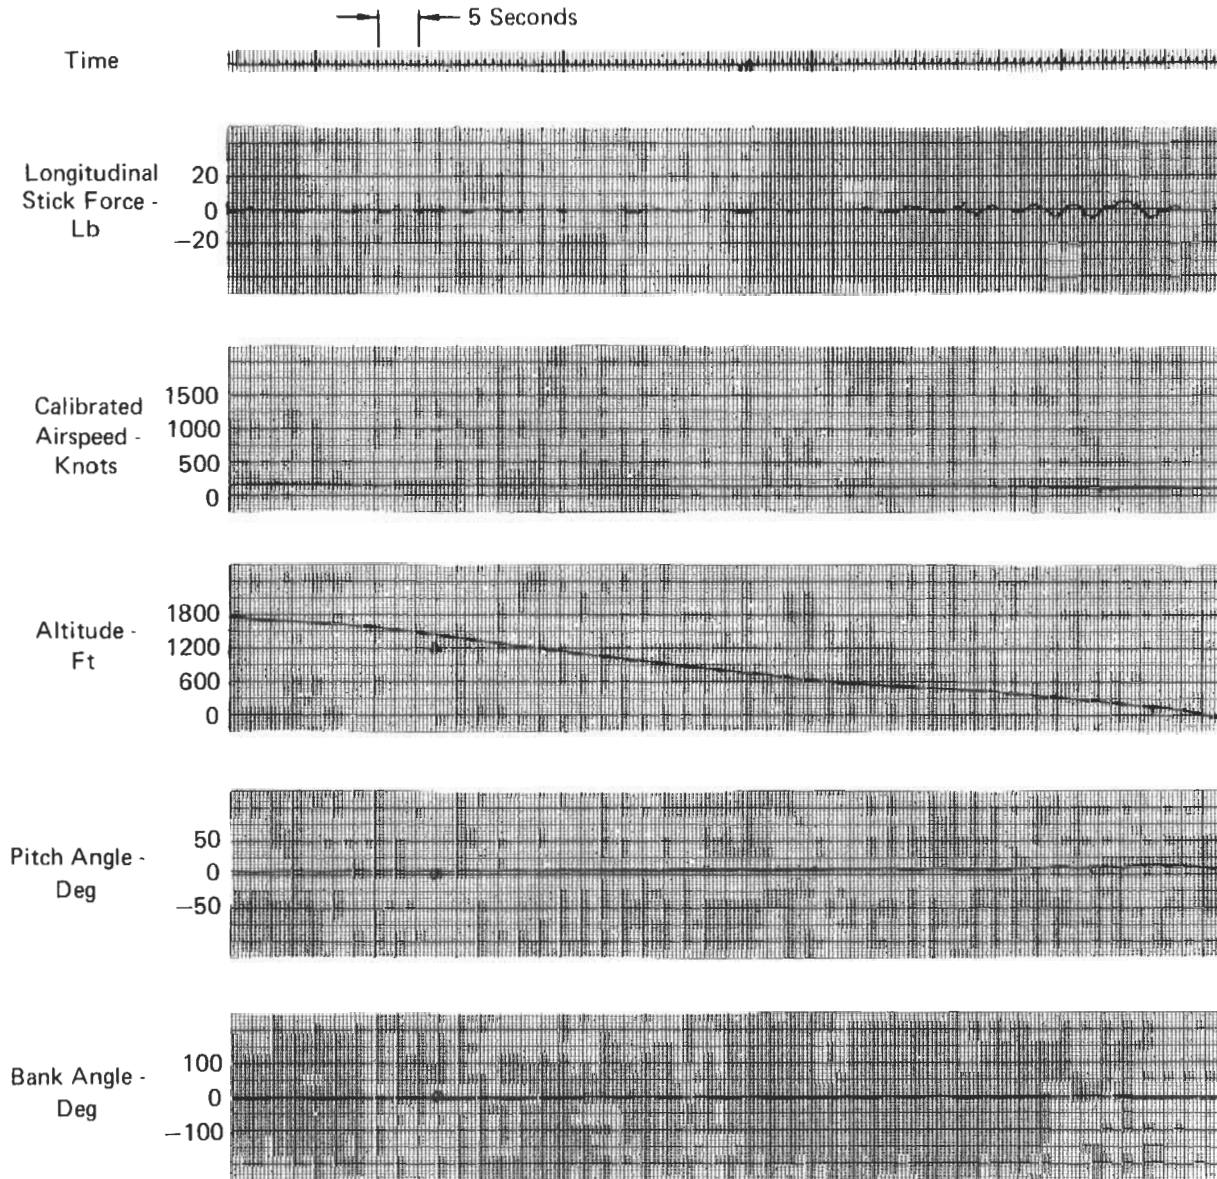 5 Seconds
Time
Longitudinal
Stick Force -
Lb
20
0
−20
Calibrated
Airspeed -
Knots
1500
1000
500
0
Altitude -
Ft
1800
1200
600
0
Pitch Angle -
Deg
50
0
−50
Bank Angle -
Deg
100
0
−100